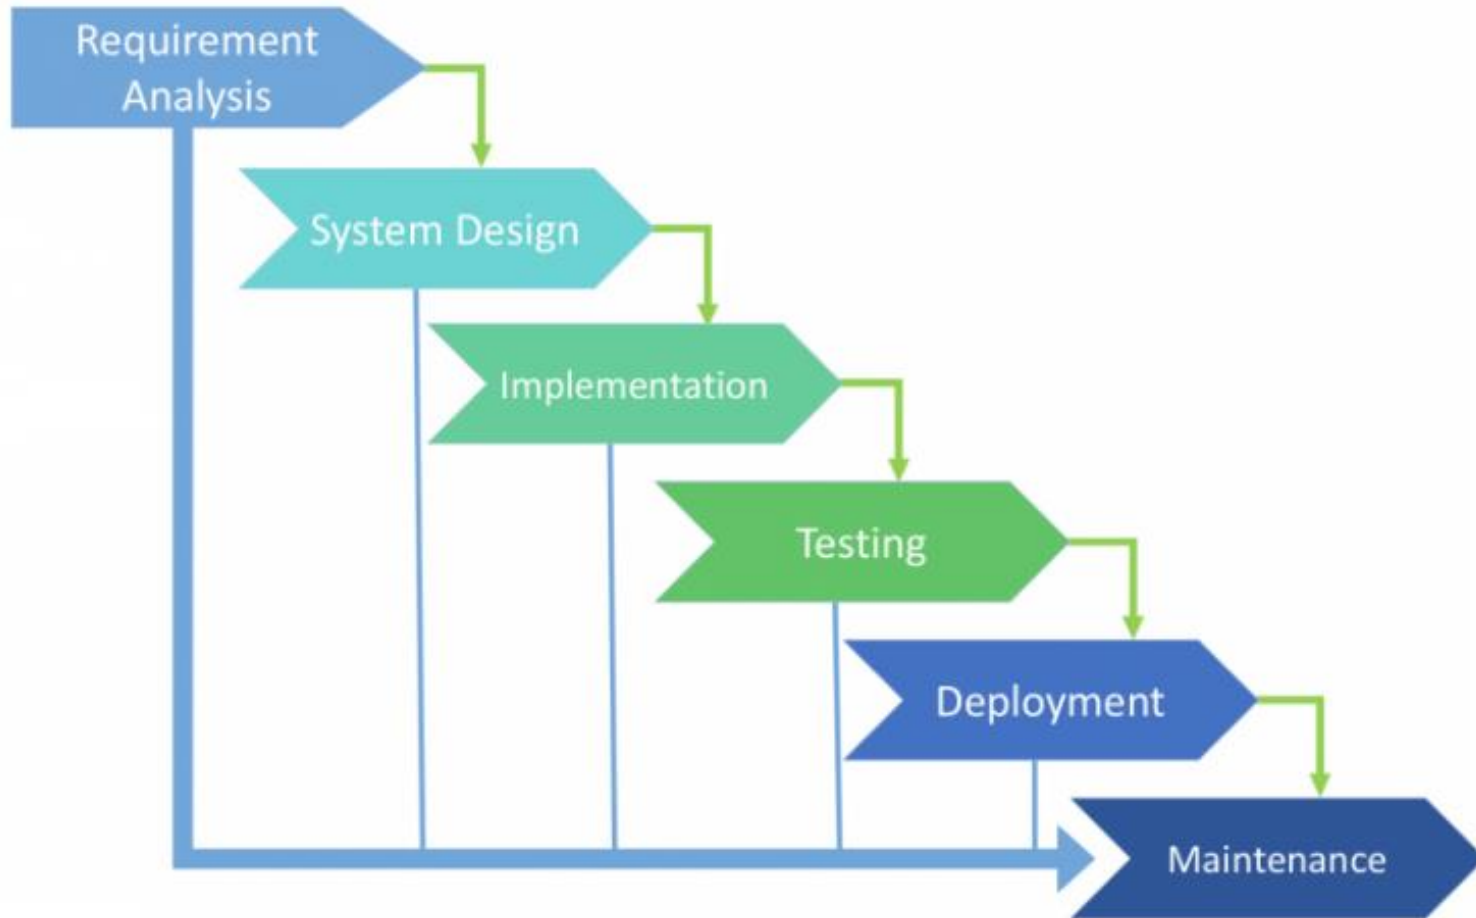 Requirement
Analysis
System Design
Implementation
Testing
Deployment
Maintenance